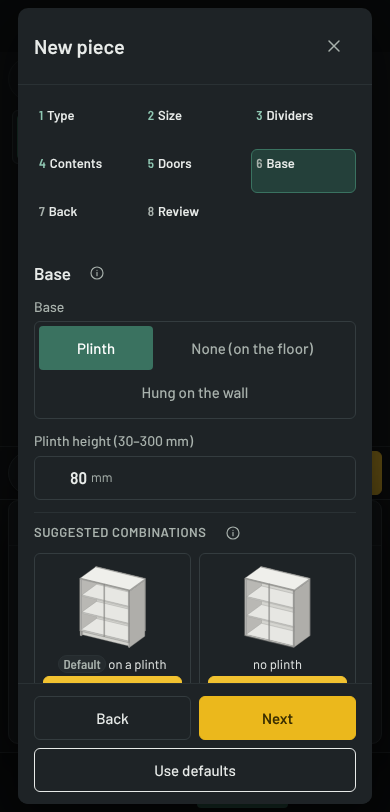 New piece
1 Type
2 Size
3 Dividers
4 Contents
5 Doors
6 Base
7 Back
8 Review
Base
Base
Plinth
None (on the floor)
Hung on the wall
Plinth height (30–300 mm)
80 mm
SUGGESTED COMBINATIONS
Default on a plinth
no plinth
Back
Next
Use defaults